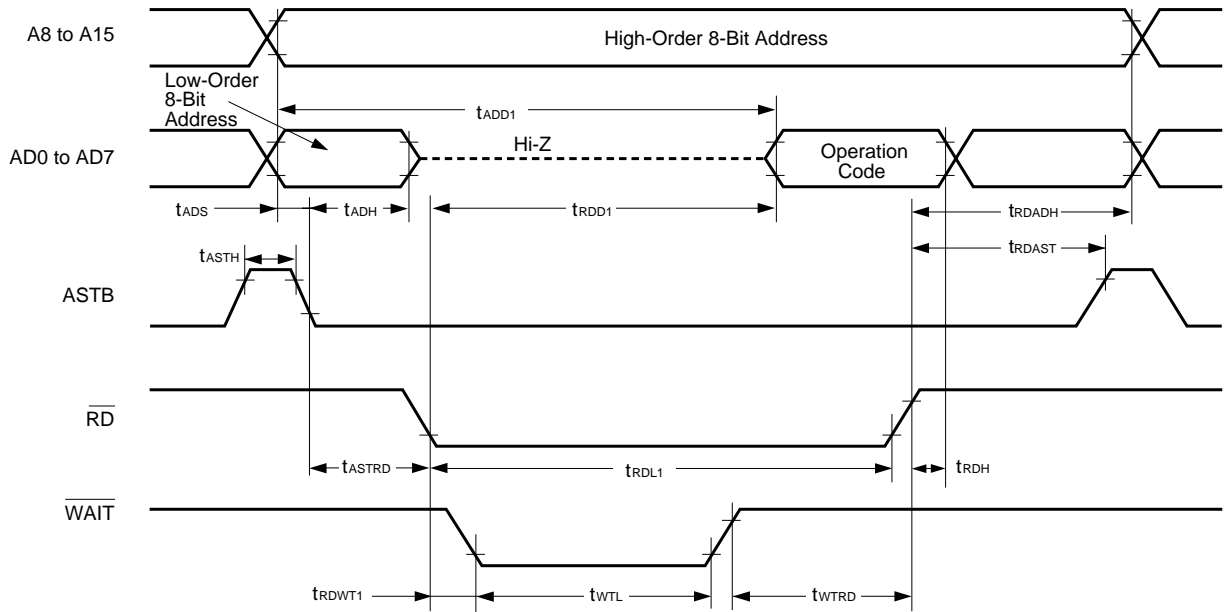 A8 to A15
High-Order 8-Bit Address
Low-Order
8-Bit
Address
tADD1
AD0 to AD7
Hi-Z
Operation
Code
tADS
tADH
tRDD1
tRDADH
tASTH
tRDAST
ASTB
RD
tASTRD
tRDL1
tRDH
WAIT
tRDWT1
tWTL
tWTRD